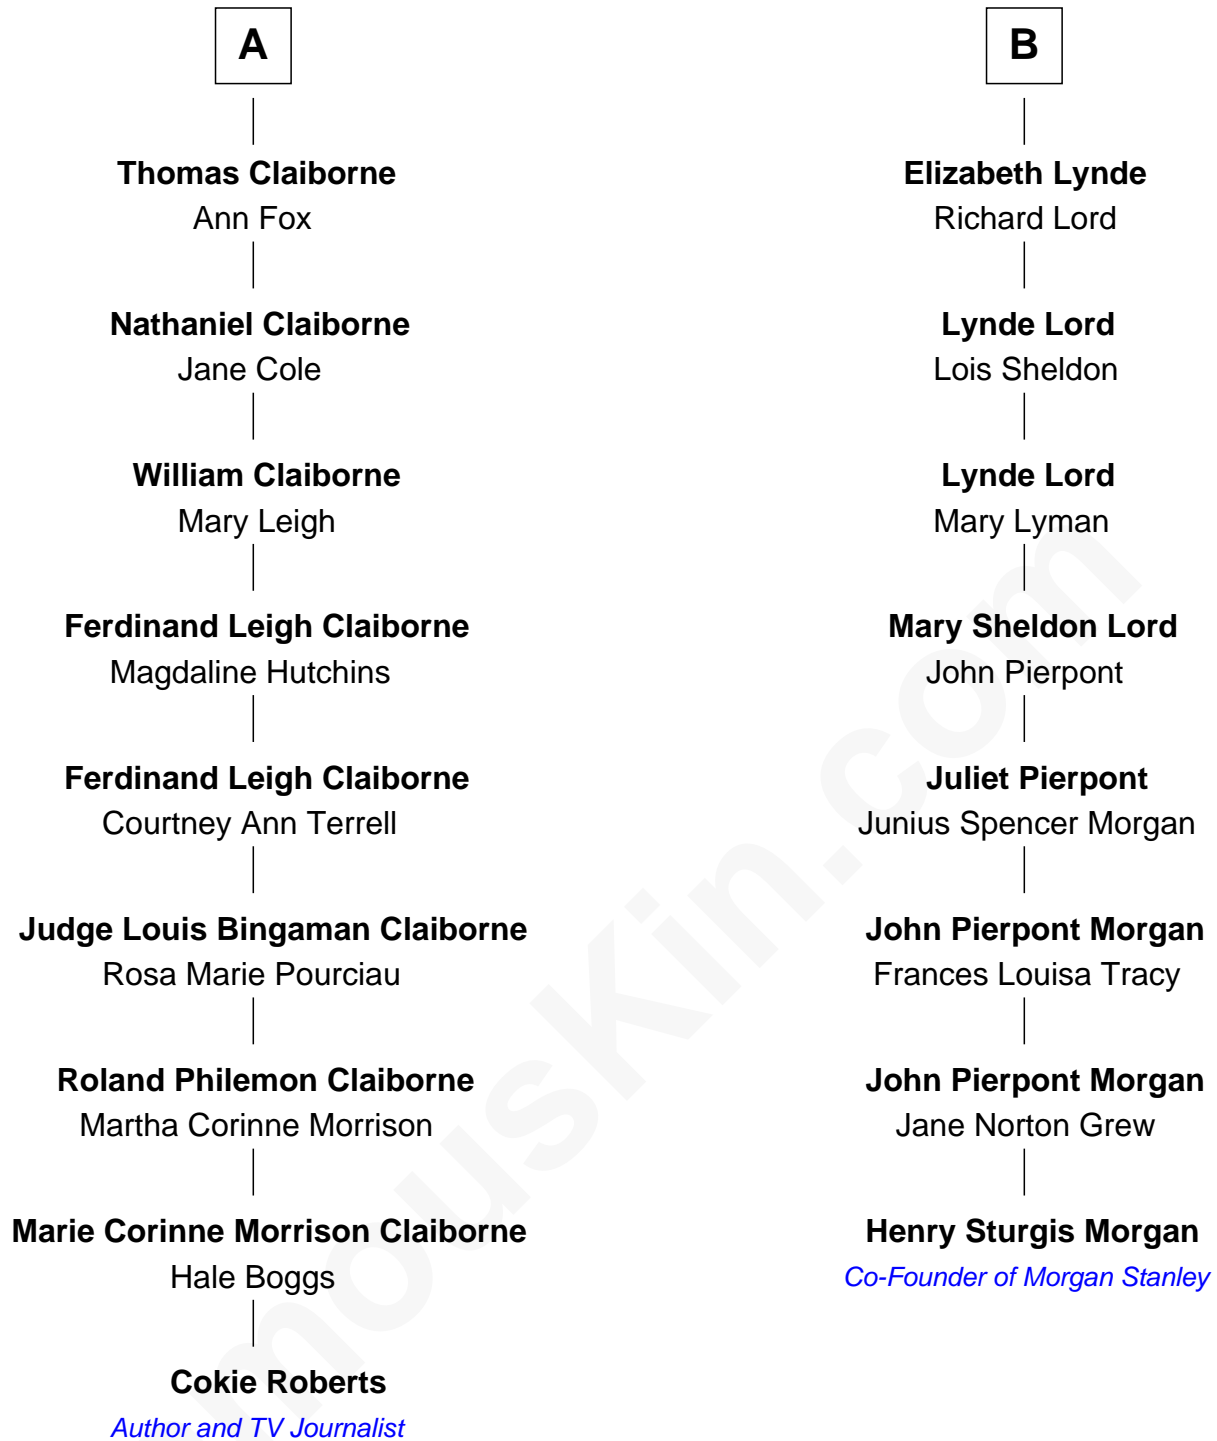 A
Thomas Claiborne
Ann Fox
Nathaniel Claiborne
Jane Cole
William Claiborne
Mary Leigh
Ferdinand Leigh Claiborne
Magdaline Hutchins
Ferdinand Leigh Claiborne
Courtney Ann Terrell
Judge Louis Bingaman Claiborne
Rosa Marie Pourciau
Roland Philemon Claiborne
Martha Corinne Morrison
Marie Corinne Morrison Claiborne
Hale Boggs
Cokie Roberts
Author and TV Journalist
B
Elizabeth Lynde
Richard Lord
Lynde Lord
Lois Sheldon
Lynde Lord
Mary Lyman
Mary Sheldon Lord
John Pierpont
Juliet Pierpont
Junius Spencer Morgan
John Pierpont Morgan
Frances Louisa Tracy
John Pierpont Morgan
Jane Norton Grew
Henry Sturgis Morgan
Co-Founder of Morgan Stanley
mousKin.com